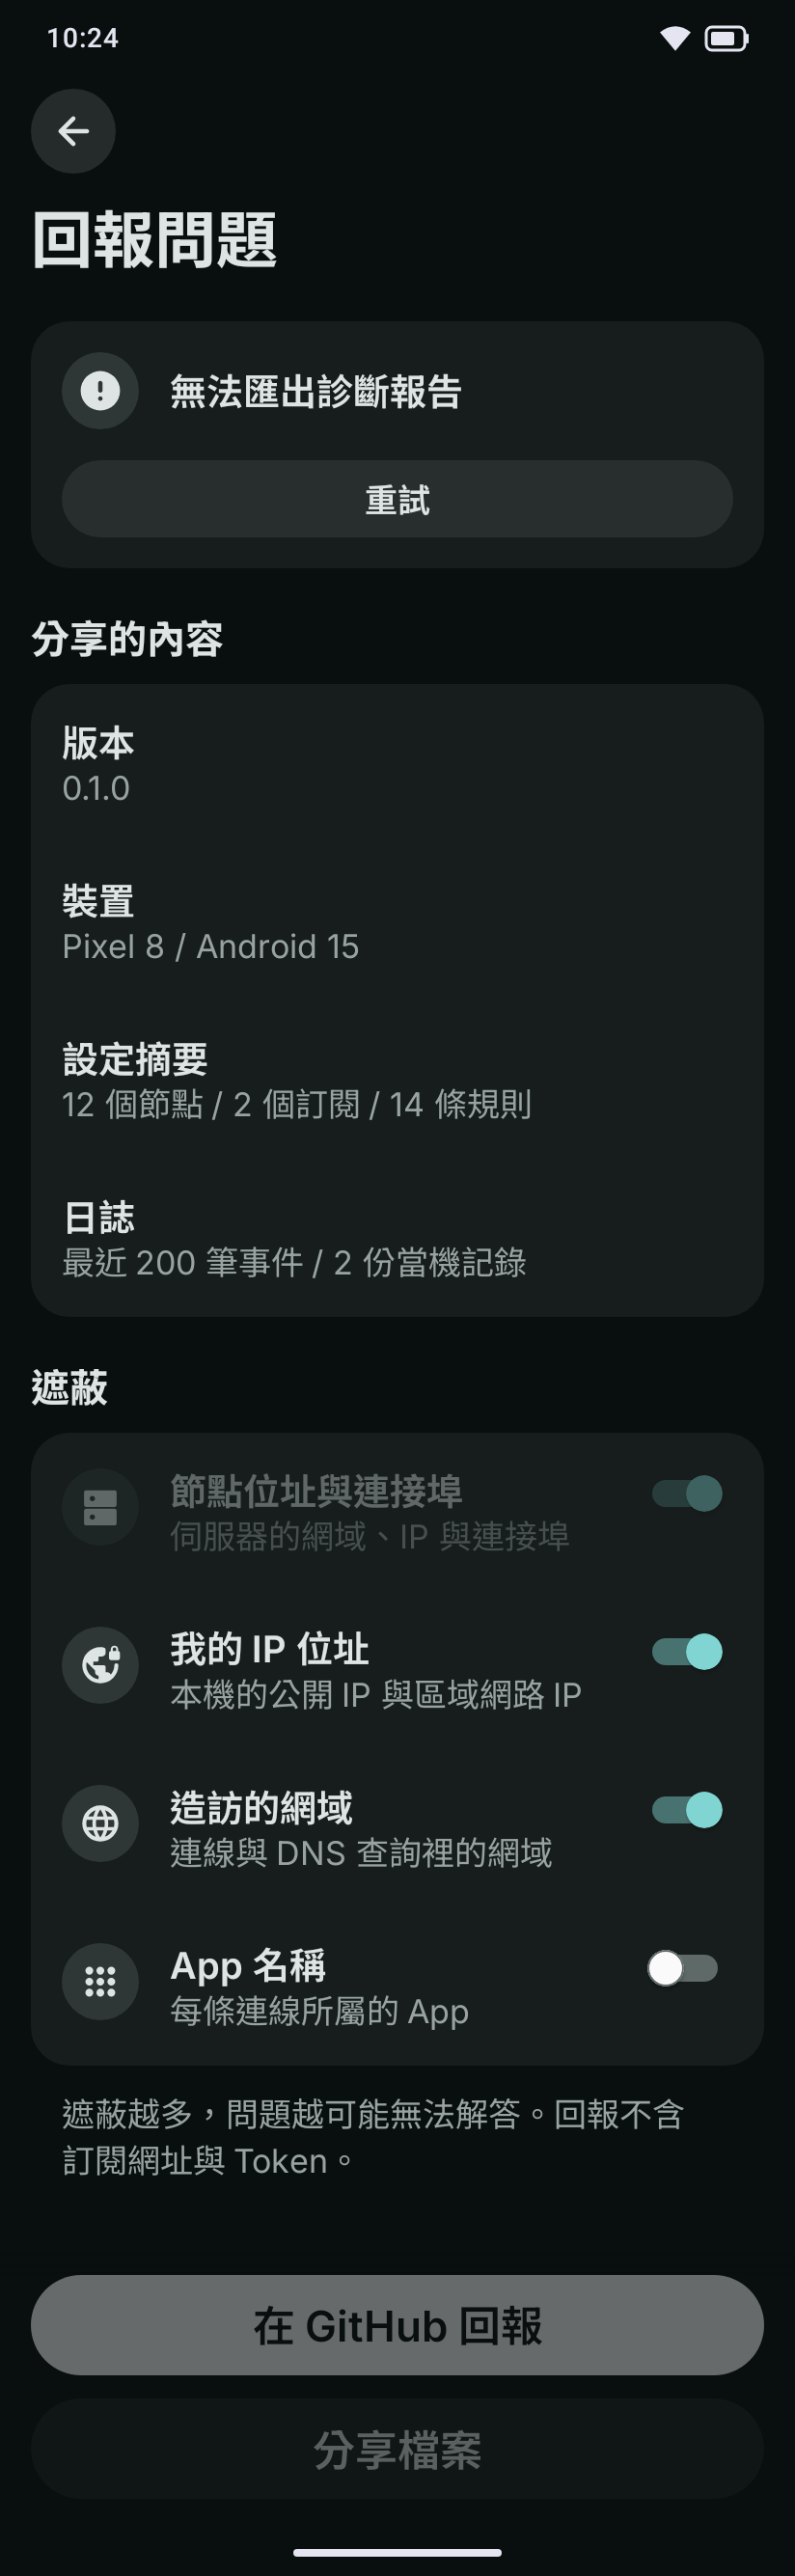 10:24
回報問題
無法匯出診斷報告
重試
分享的內容
版本
0.1.0
裝置
Pixel 8 / Android 15
設定摘要
12 個節點 / 2 個訂閱 / 14 條規則
日誌
最近 200 筆事件 / 2 份當機記錄
遮蔽
節點位址與連接埠
伺服器的網域、IP 與連接埠
我的 IP 位址
本機的公開 IP 與區域網路 IP
造訪的網域
連線與 DNS 查詢裡的網域
App 名稱
每條連線所屬的 App
遮蔽越多，問題越可能無法解答。回報不含
訂閱網址與 Token。
在 GitHub 回報
分享檔案